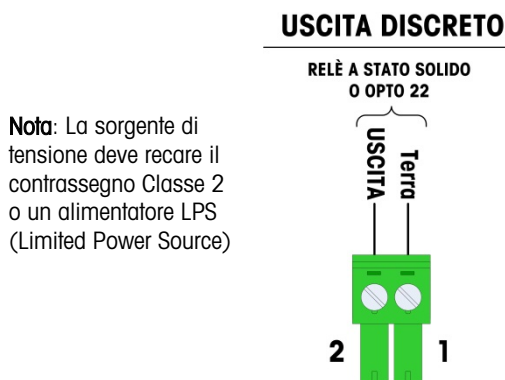 USCITA DISCRETO
RELÈ A STATO SOLIDO
O OPTO 22
USCITA
Terra
Nota: La sorgente di
tensione deve recare il
contrassegno Classe 2
o un alimentatore LPS
(Limited Power Source)
2
1